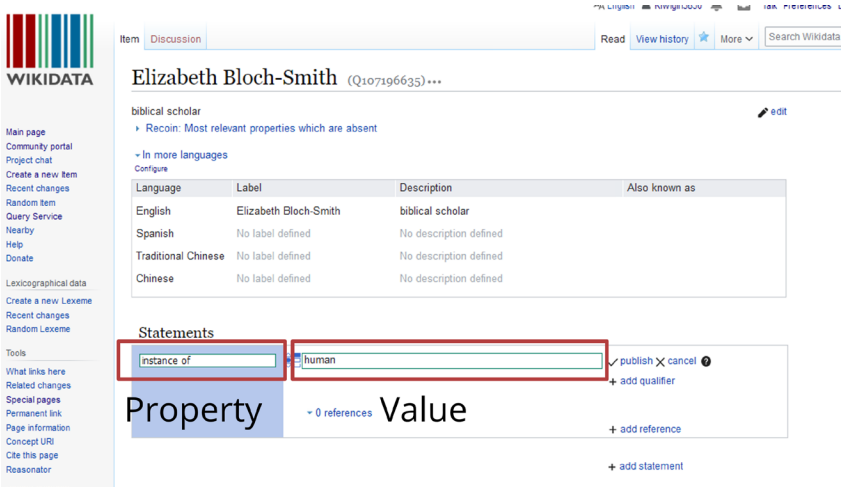 English Kiwigirl3850 Talk Preferences
Item Discussion Read View history More Search Wikidata
WIKIDATA
Elizabeth Bloch-Smith (Q107196635)
biblical scholar
edit
Recoin: Most relevant properties which are absent
In more languages
Configure
Language Label Description Also known as
English Elizabeth Bloch-Smith biblical scholar
Spanish No label defined No description defined
Traditional Chinese No label defined No description defined
Chinese No label defined No description defined
Main page
Community portal
Project chat
Create a new Item
Recent changes
Random Item
Query Service
Nearby
Help
Donate
Lexicographical data
Create a new Lexeme
Recent changes
Random Lexeme
Tools
What links here
Related changes
Special pages
Permanent link
Page information
Concept URI
Cite this page
Reasonator
Statements
instance of human publish cancel ?
+ add qualifier
Property 0 references Value
+ add reference
+ add statement